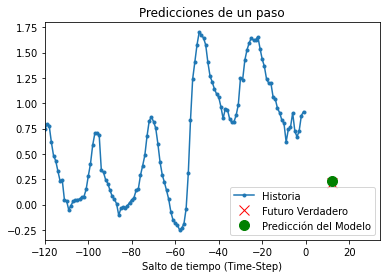 Predicciones de un paso
1.75
1.50
1.25
1.00
0.75
0.50
0.25
0.00
−0.25
−120 −100 −80 −60 −40 −20 0 20
Salto de tiempo (Time-Step)
Historia
Futuro Verdadero
Predicción del Modelo